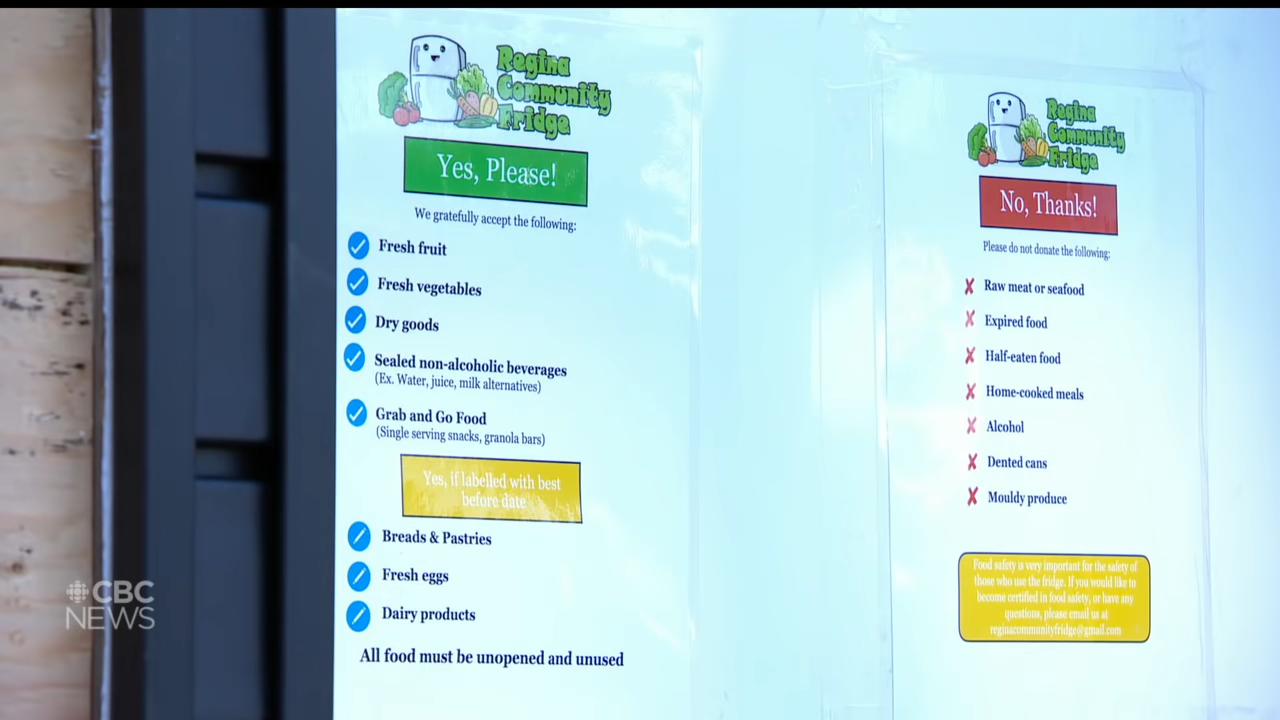 Regina
Community
Fridge
Yes, Please!
We gratefully accept the following:
Fresh fruit
Fresh vegetables
Dry goods
Sealed non-alcoholic beverages
(Ex. Water, juice, milk alternatives)
Grab and Go Food
(Single serving snacks, granola bars)
Yes, if labelled with best
before date
Breads & Pastries
Fresh eggs
Dairy products
All food must be unopened and unused
Regina
Community
Fridge
No, Thanks!
Please do not donate the following:
Raw meat or seafood
Expired food
Half-eaten food
Home-cooked meals
Alcohol
Dented cans
Mouldy produce
Food safety is very important for the safety of
those who use the fridge. If you would like to
become certified in food safety, or have any
questions, please email us at
reginacommunityfridge@gmail.com
CBC
NEWS